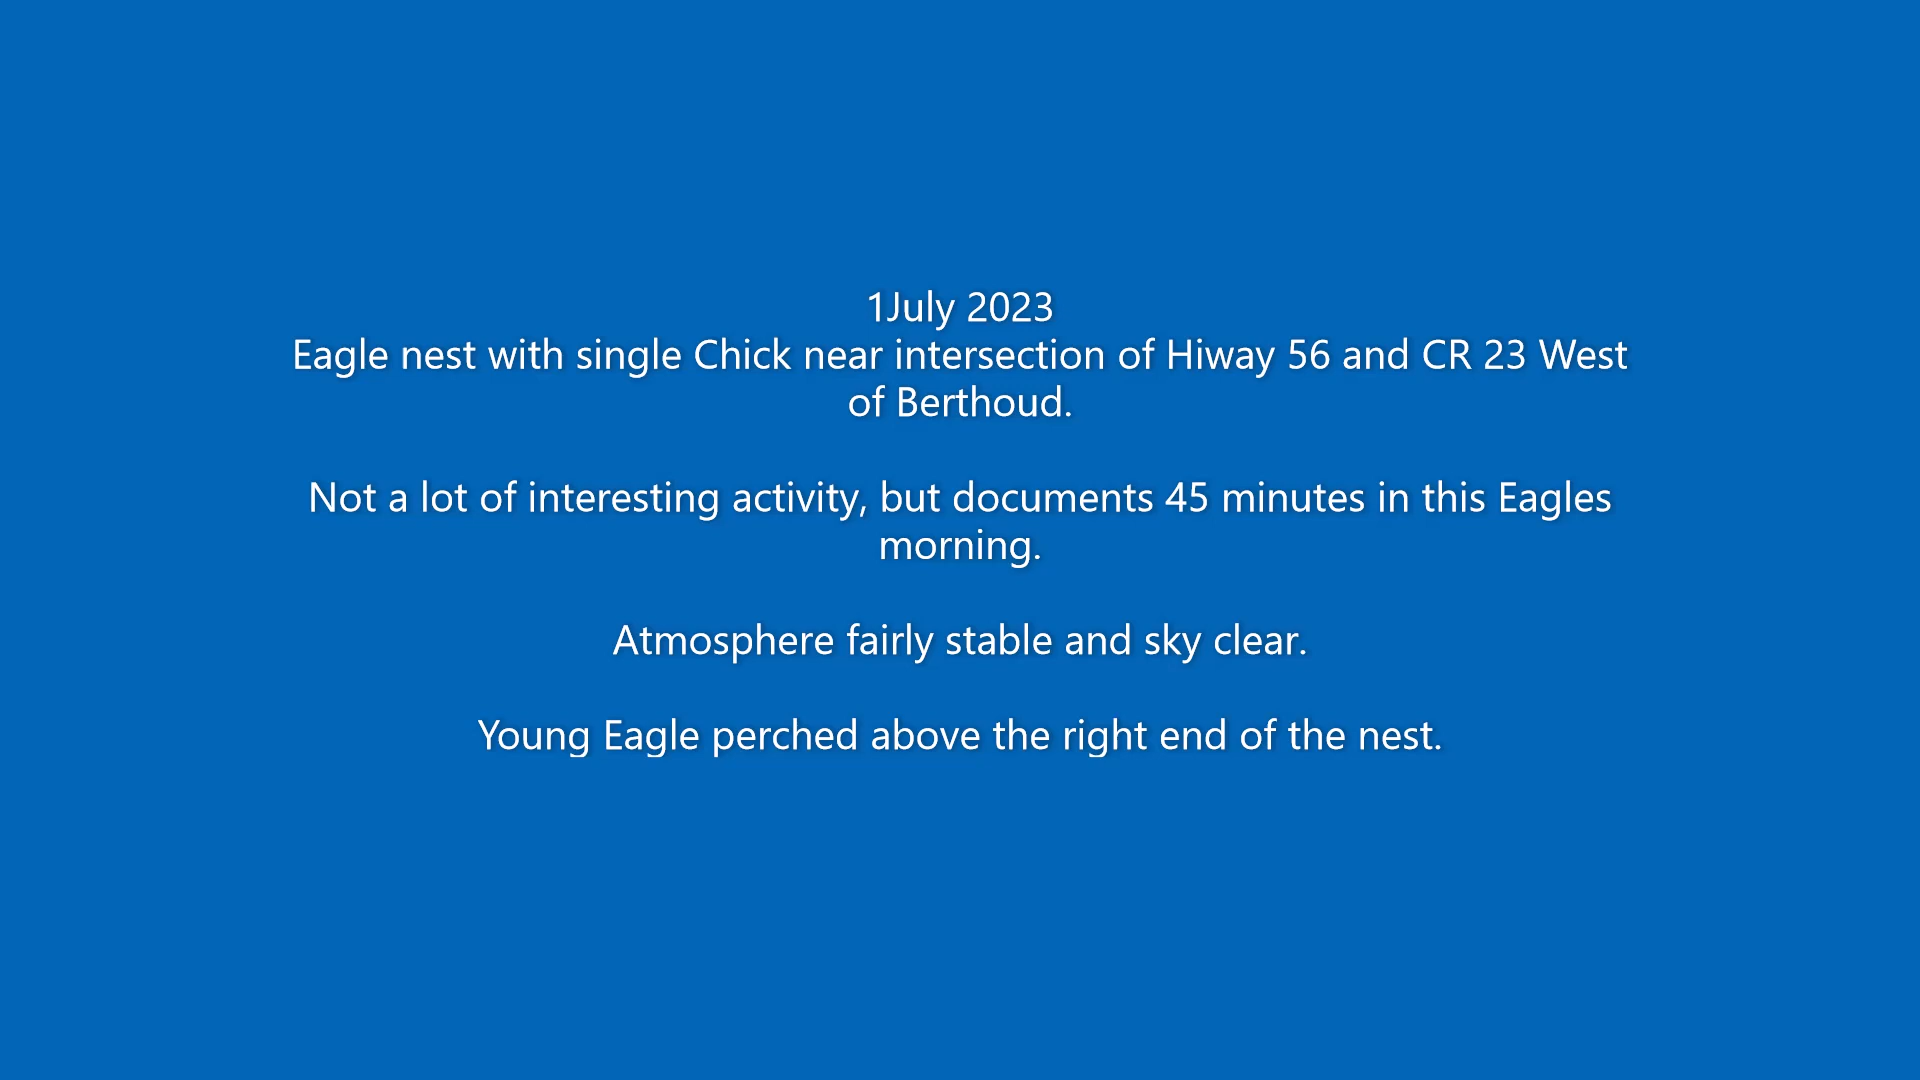 1July 2023
Eagle nest with single Chick near intersection of Hiway 56 and CR 23 West
of Berthoud.
Not a lot of interesting activity, but documents 45 minutes in this Eagles
morning.
Atmosphere fairly stable and sky clear.
Young Eagle perched above the right end of the nest.